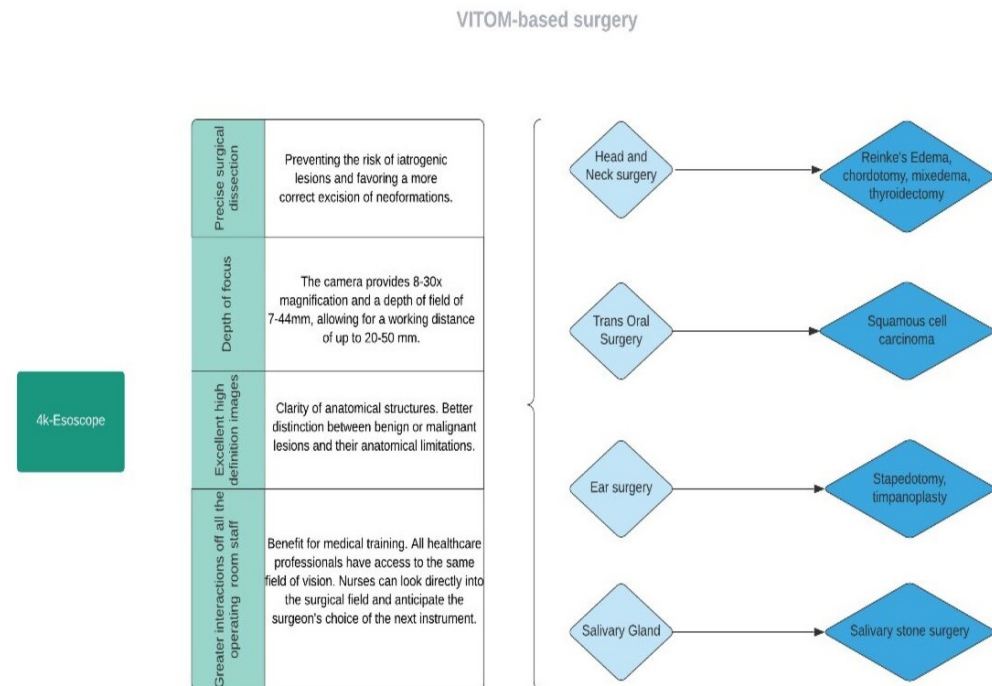 VITOM-based surgery
4k-Esoscope
Precise surgical
dissection
Preventing the risk of iatrogenic
lesions and favoring a more
correct excision of neoformations.
Depth of focus
The camera provides 8-30x
magnification and a depth of field of
7-44mm, allowing for a working distance
of up to 20-50 mm.
Excellent high
definition images
Clarity of anatomical structures. Better
distinction between benign or malignant
lesions and their anatomical limitations.
Greater interactions off all the
operating room staff
Benefit for medical training. All healthcare
professionals have access to the same
field of vision. Nurses can look directly into
the surgical field and anticipate the
surgeon's choice of the next instrument.
Head and
Neck surgery
Reinke's Edema,
chordotomy, mixedema,
thyroidectomy
Trans Oral
Surgery
Squamous cell
carcinoma
Ear surgery
Stapedotomy,
timpanoplasty
Salivary Gland
Salivary stone surgery